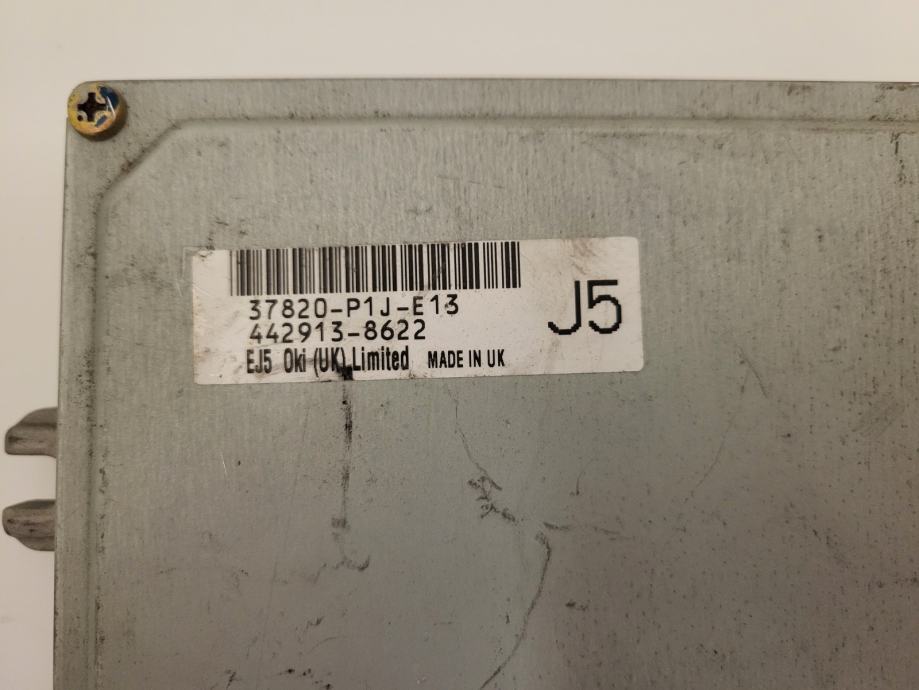 37820-P1J-E13
442913-8622
EJ5 Oki (UK) Limited MADE IN UK
J5